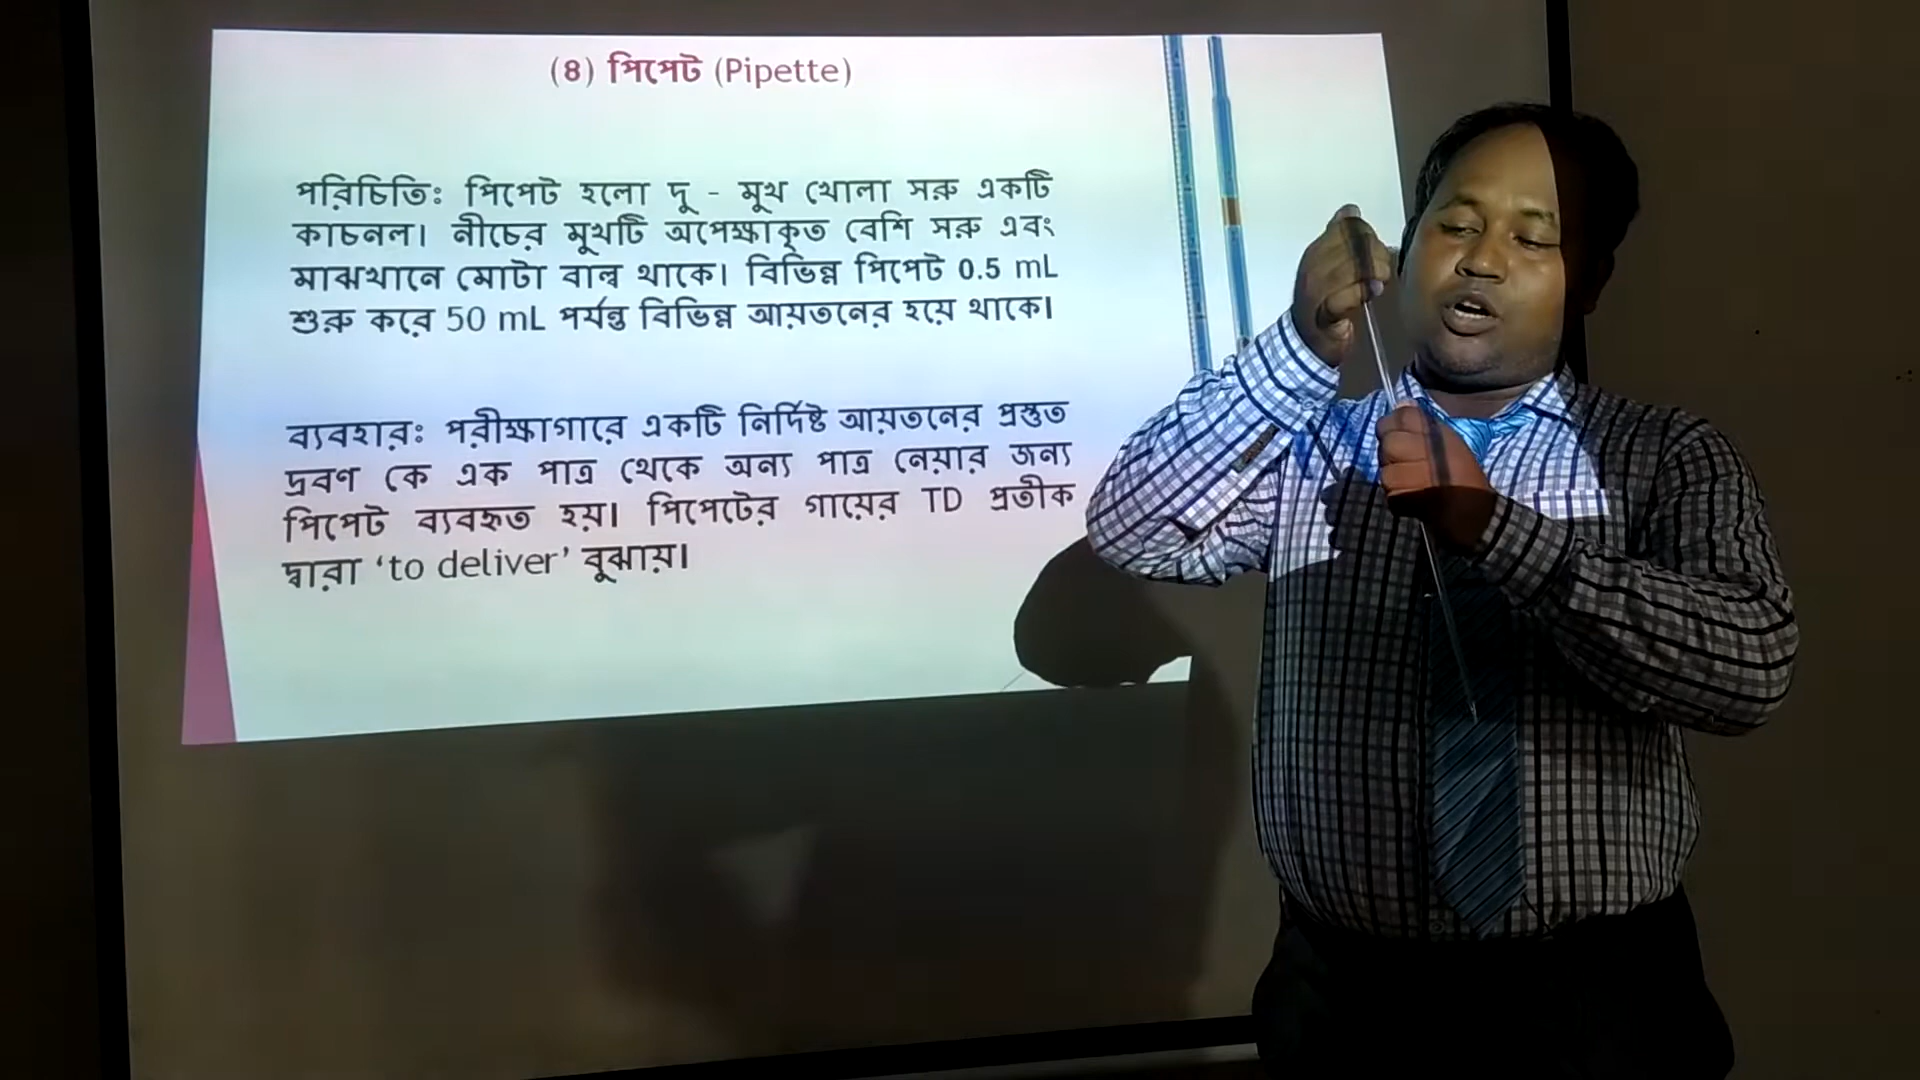 (8) পিপেট (Pipette)
পরিচিতিঃ পিপেট হলো দু - মুখ খোলা সরু একটি
কাচনল। নীচের মুখটি অপেক্ষাকৃত বেশি সরু এবং
মাঝখানে মোটা বাল্ব থাকে। বিভিন্ন পিপেট 0.5 mL
শুরু করে 50 mL পর্যন্ত বিভিন্ন আয়তনের হয়ে থাকে।
ব্যবহারঃ পরীক্ষাগারে একটি নির্দিষ্ট আয়তনের প্রস্তুত
দ্রবণ কে এক পাত্র থেকে অন্য পাত্র নেয়ার জন্য
পিপেট ব্যবহৃত হয়। পিপেটের গায়ের TD প্রতীক
দ্বারা ‘to deliver’ বুঝায়।